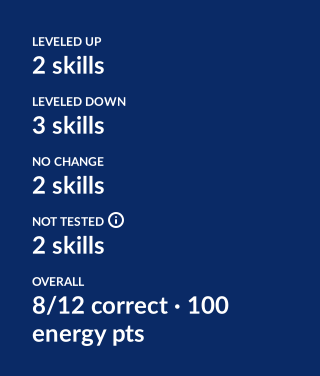 LEVELED UP
2 skills
LEVELED DOWN
3 skills
NO CHANGE
2 skills
NOT TESTED
2 skills
OVERALL
8/12 correct · 100
energy pts